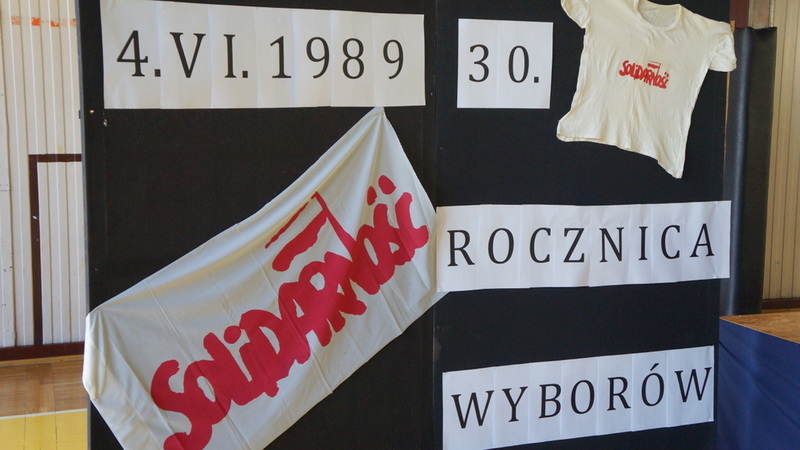 4.VI.1989
30.
SOLIDARNOŚĆ
SOLIDARNOŚĆ
ROCZNICA
WYBORÓW